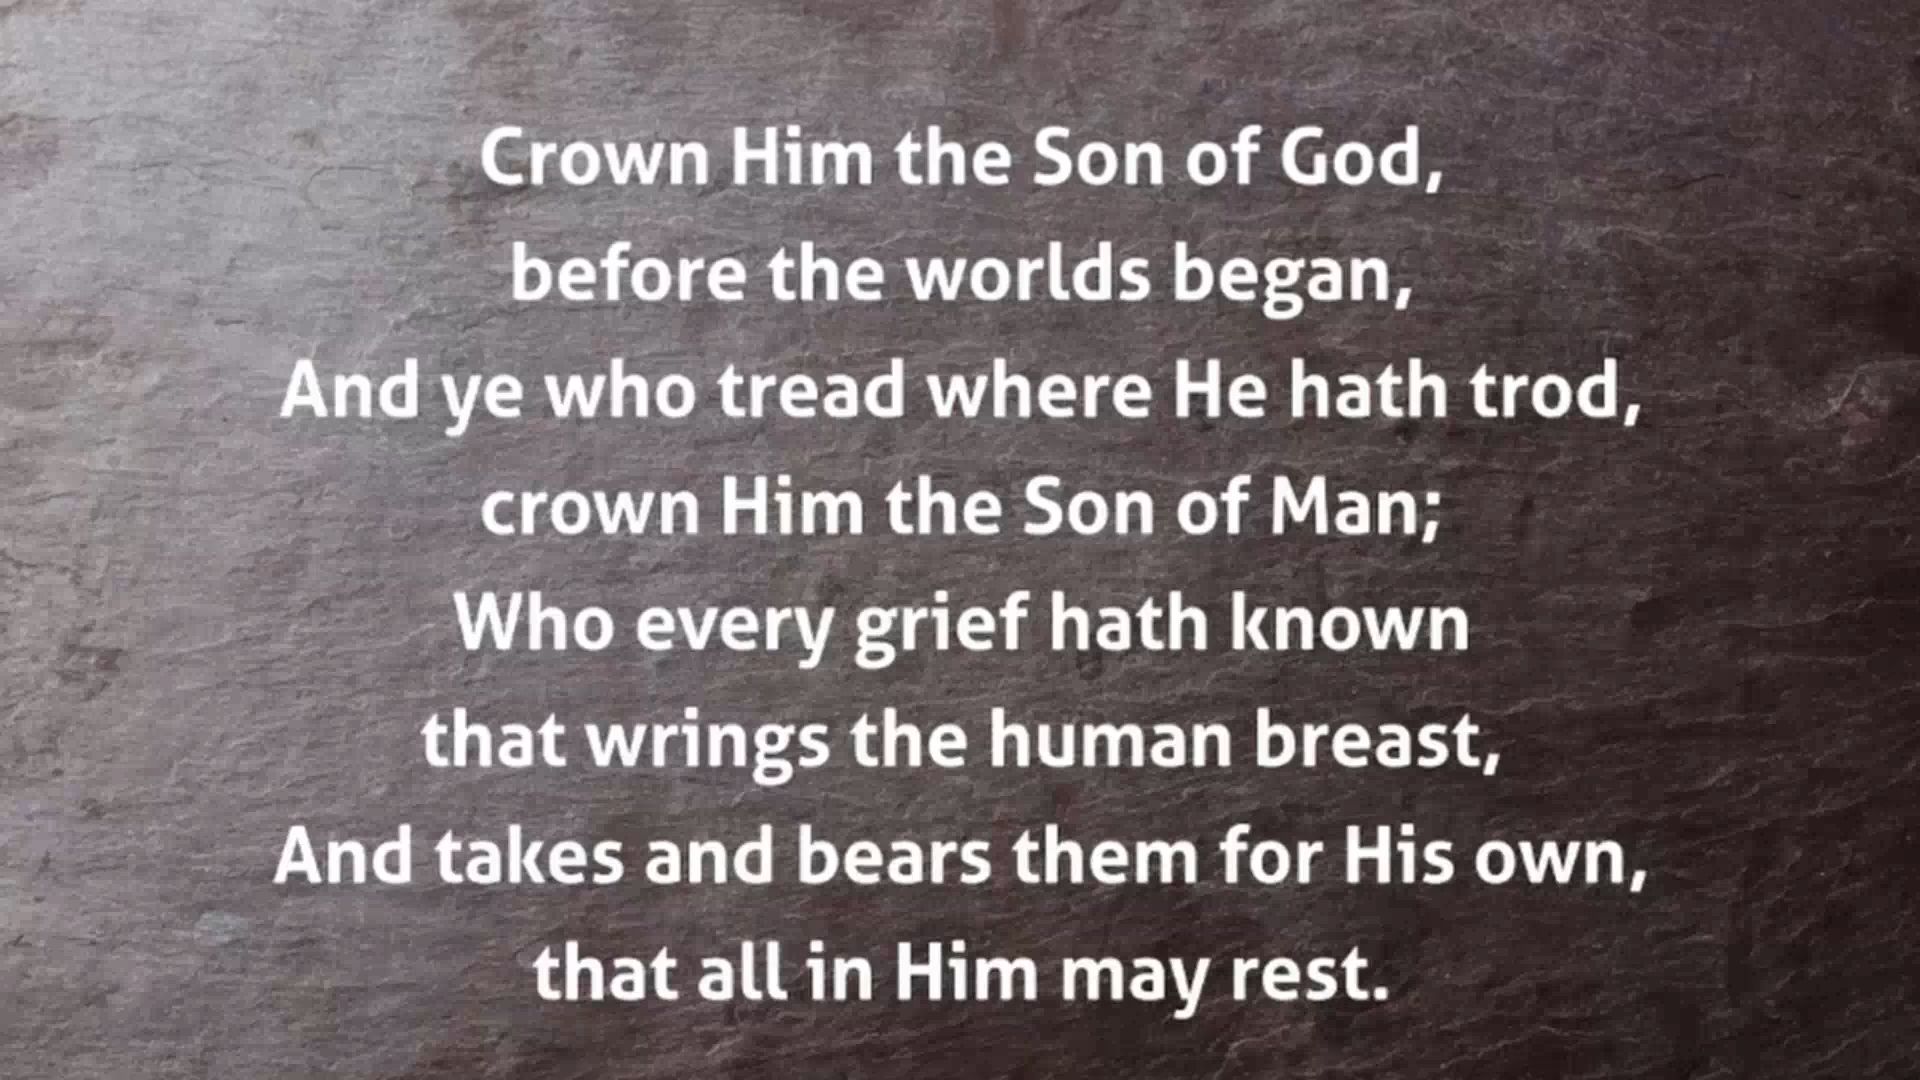 Crown Him the Son of God,
before the worlds began,
And ye who tread where He hath trod,
crown Him the Son of Man;
Who every grief hath known
that wrings the human breast,
And takes and bears them for His own,
that all in Him may rest.